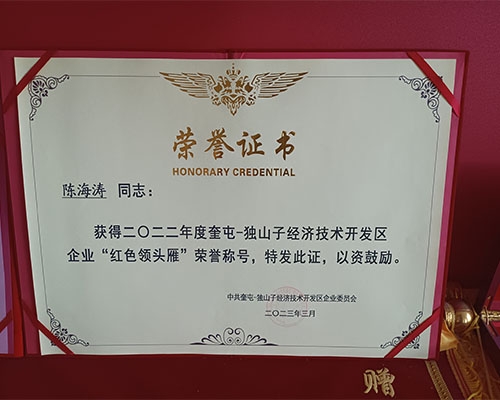 荣誉证书
HONORARY CREDENTIAL
陈海涛 同志：
获得二〇二二年度奎屯-独山子经济技术开发区
企业“红色领头雁”荣誉称号，特发此证，以资鼓励。
中共奎屯-独山子经济技术开发区企业委员会
二〇二三年三月
赠